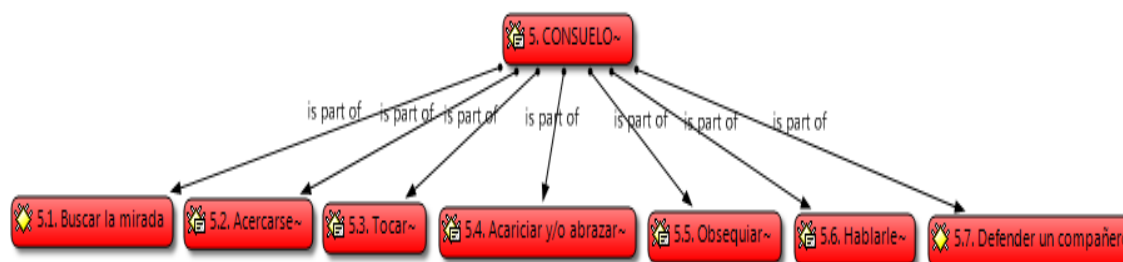 5. CONSUELO~
is part of is part of is part of is part of is part of is part of is part of
5.1. Buscar la mirada
5.2. Acercarse~
5.3. Tocar~
5.4. Acariciar y/o abrazar~
5.5. Obsequiar~
5.6. Hablarle~
5.7. Defender un compañero